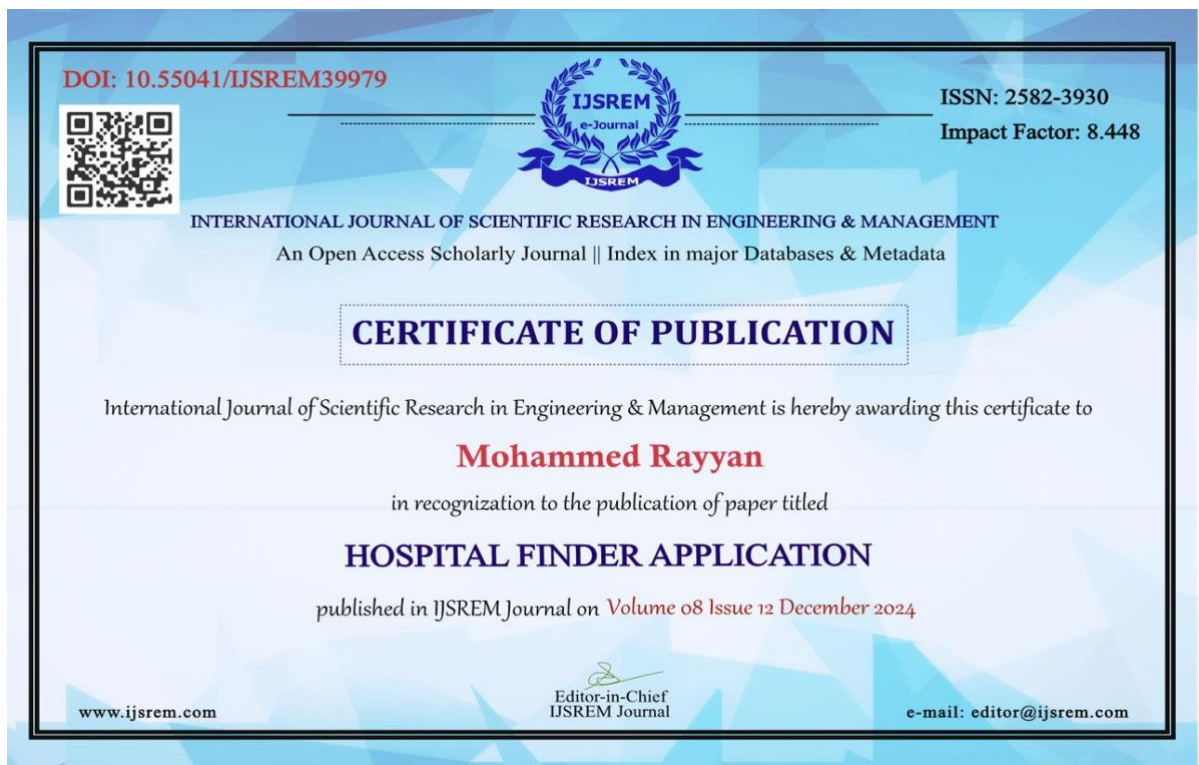 DOI: 10.55041/IJSREM39979
IJSREM
e-Journal
IJSREM
ISSN: 2582-3930
Impact Factor: 8.448
INTERNATIONAL JOURNAL OF SCIENTIFIC RESEARCH IN ENGINEERING & MANAGEMENT
An Open Access Scholarly Journal || Index in major Databases & Metadata
CERTIFICATE OF PUBLICATION
International Journal of Scientific Research in Engineering & Management is hereby awarding this certificate to
Mohammed Rayyan
in recognization to the publication of paper titled
HOSPITAL FINDER APPLICATION
published in IJSREM Journal on Volume 08 Issue 12 December 2024
Editor-in-Chief
IJSREM Journal
www.ijsrem.com
e-mail: editor@ijsrem.com